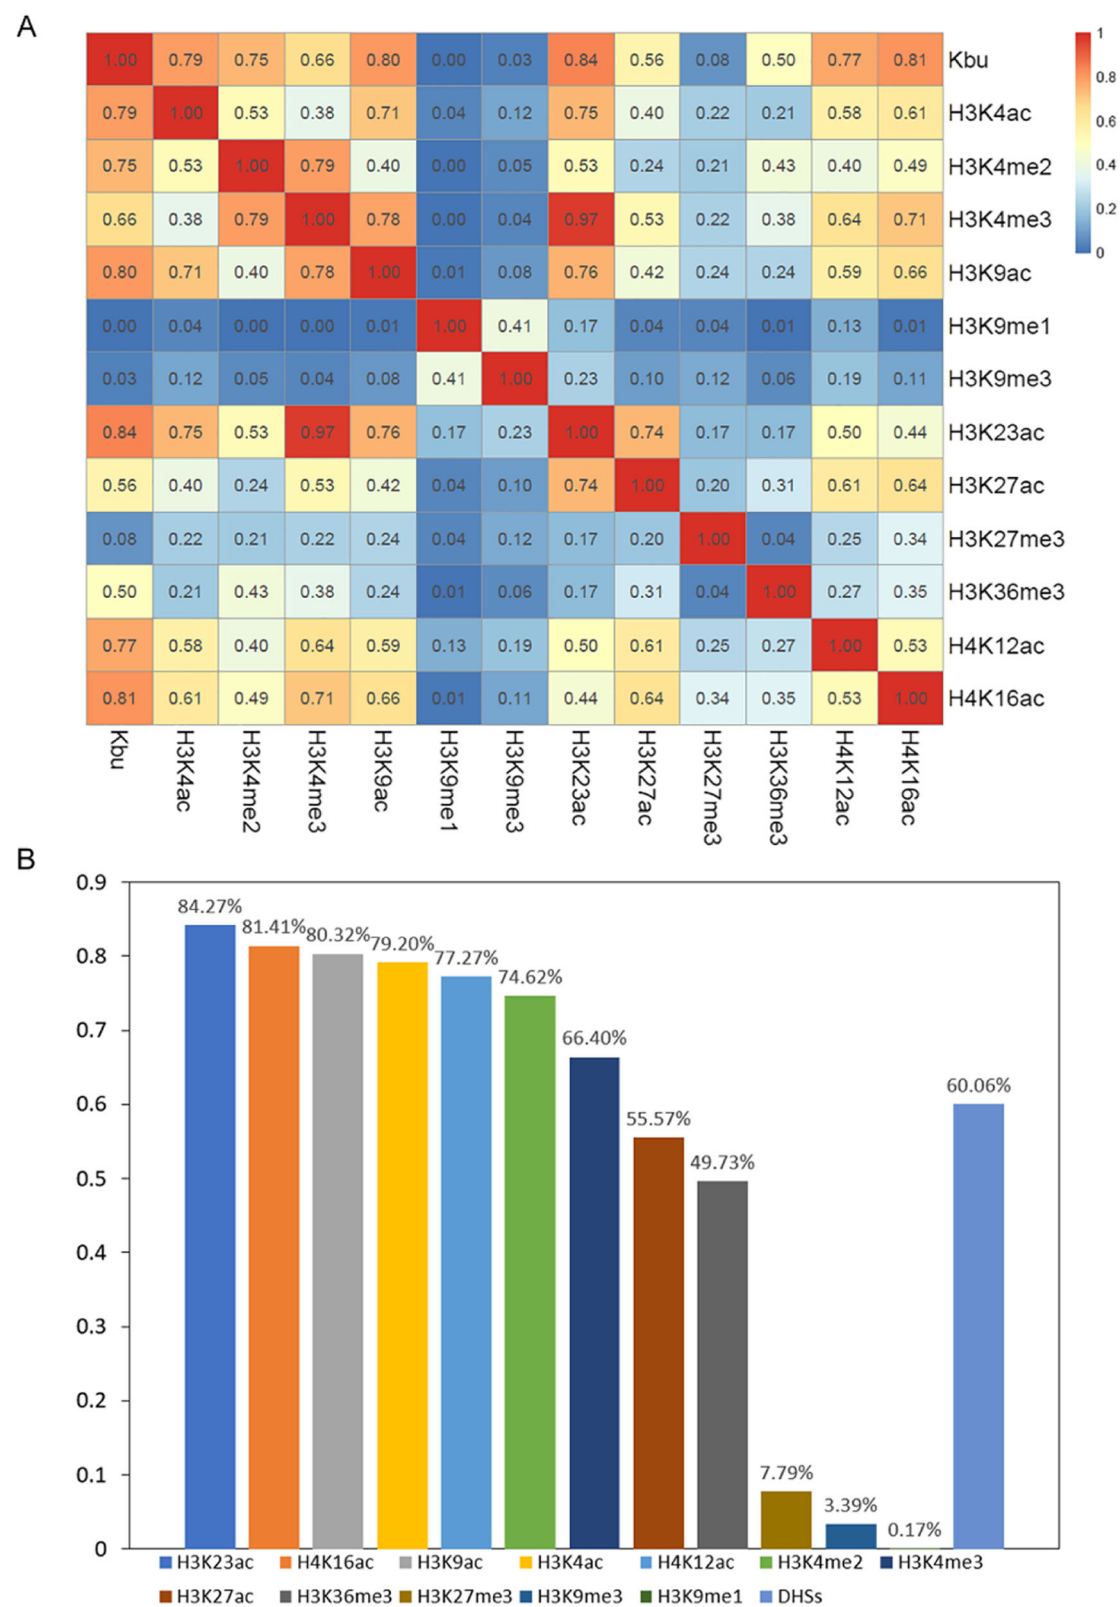 A
1.00 0.79 0.75 0.66 0.80 0.00 0.03 0.84 0.56 0.08 0.50 0.77 0.81 Kbu
0.79 1.00 0.53 0.38 0.71 0.04 0.12 0.75 0.40 0.22 0.21 0.58 0.61 H3K4ac
0.75 0.53 1.00 0.79 0.40 0.00 0.05 0.53 0.24 0.21 0.43 0.40 0.49 H3K4me2
0.66 0.38 0.79 1.00 0.78 0.00 0.04 0.97 0.53 0.22 0.38 0.64 0.71 H3K4me3
0.80 0.71 0.40 0.78 1.00 0.01 0.08 0.76 0.42 0.24 0.24 0.59 0.66 H3K9ac
0.00 0.04 0.00 0.00 0.01 1.00 0.41 0.17 0.04 0.04 0.01 0.13 0.01 H3K9me1
0.03 0.12 0.05 0.04 0.08 0.41 1.00 0.23 0.10 0.12 0.06 0.19 0.11 H3K9me3
0.84 0.75 0.53 0.97 0.76 0.17 0.23 1.00 0.74 0.17 0.17 0.50 0.44 H3K23ac
0.56 0.40 0.24 0.53 0.42 0.04 0.10 0.74 1.00 0.20 0.31 0.61 0.64 H3K27ac
0.08 0.22 0.21 0.22 0.24 0.04 0.12 0.17 0.20 1.00 0.04 0.25 0.34 H3K27me3
0.50 0.21 0.43 0.38 0.24 0.01 0.06 0.17 0.31 0.04 1.00 0.27 0.35 H3K36me3
0.77 0.58 0.40 0.64 0.59 0.13 0.19 0.50 0.61 0.25 0.27 1.00 0.53 H4K12ac
0.81 0.61 0.49 0.71 0.66 0.01 0.11 0.44 0.64 0.34 0.35 0.53 1.00 H4K16ac
Kbu H3K4ac H3K4me2 H3K4me3 H3K9ac H3K9me1 H3K9me3 H3K23ac H3K27ac H3K27me3 H3K36me3 H4K12ac H4K16ac
1
0.8
0.6
0.4
0.2
0
B
0.9
0.8
0.7
0.6
0.5
0.4
0.3
0.2
0.1
0
84.27%
81.41%
80.32%
79.20%
77.27%
74.62%
66.40%
55.57%
49.73%
7.79%
3.39%
0.17%
60.06%
H3K23ac H4K16ac H3K9ac H3K4ac H4K12ac H3K4me2 H3K4me3
H3K27ac H3K36me3 H3K27me3 H3K9me3 H3K9me1 DHSs